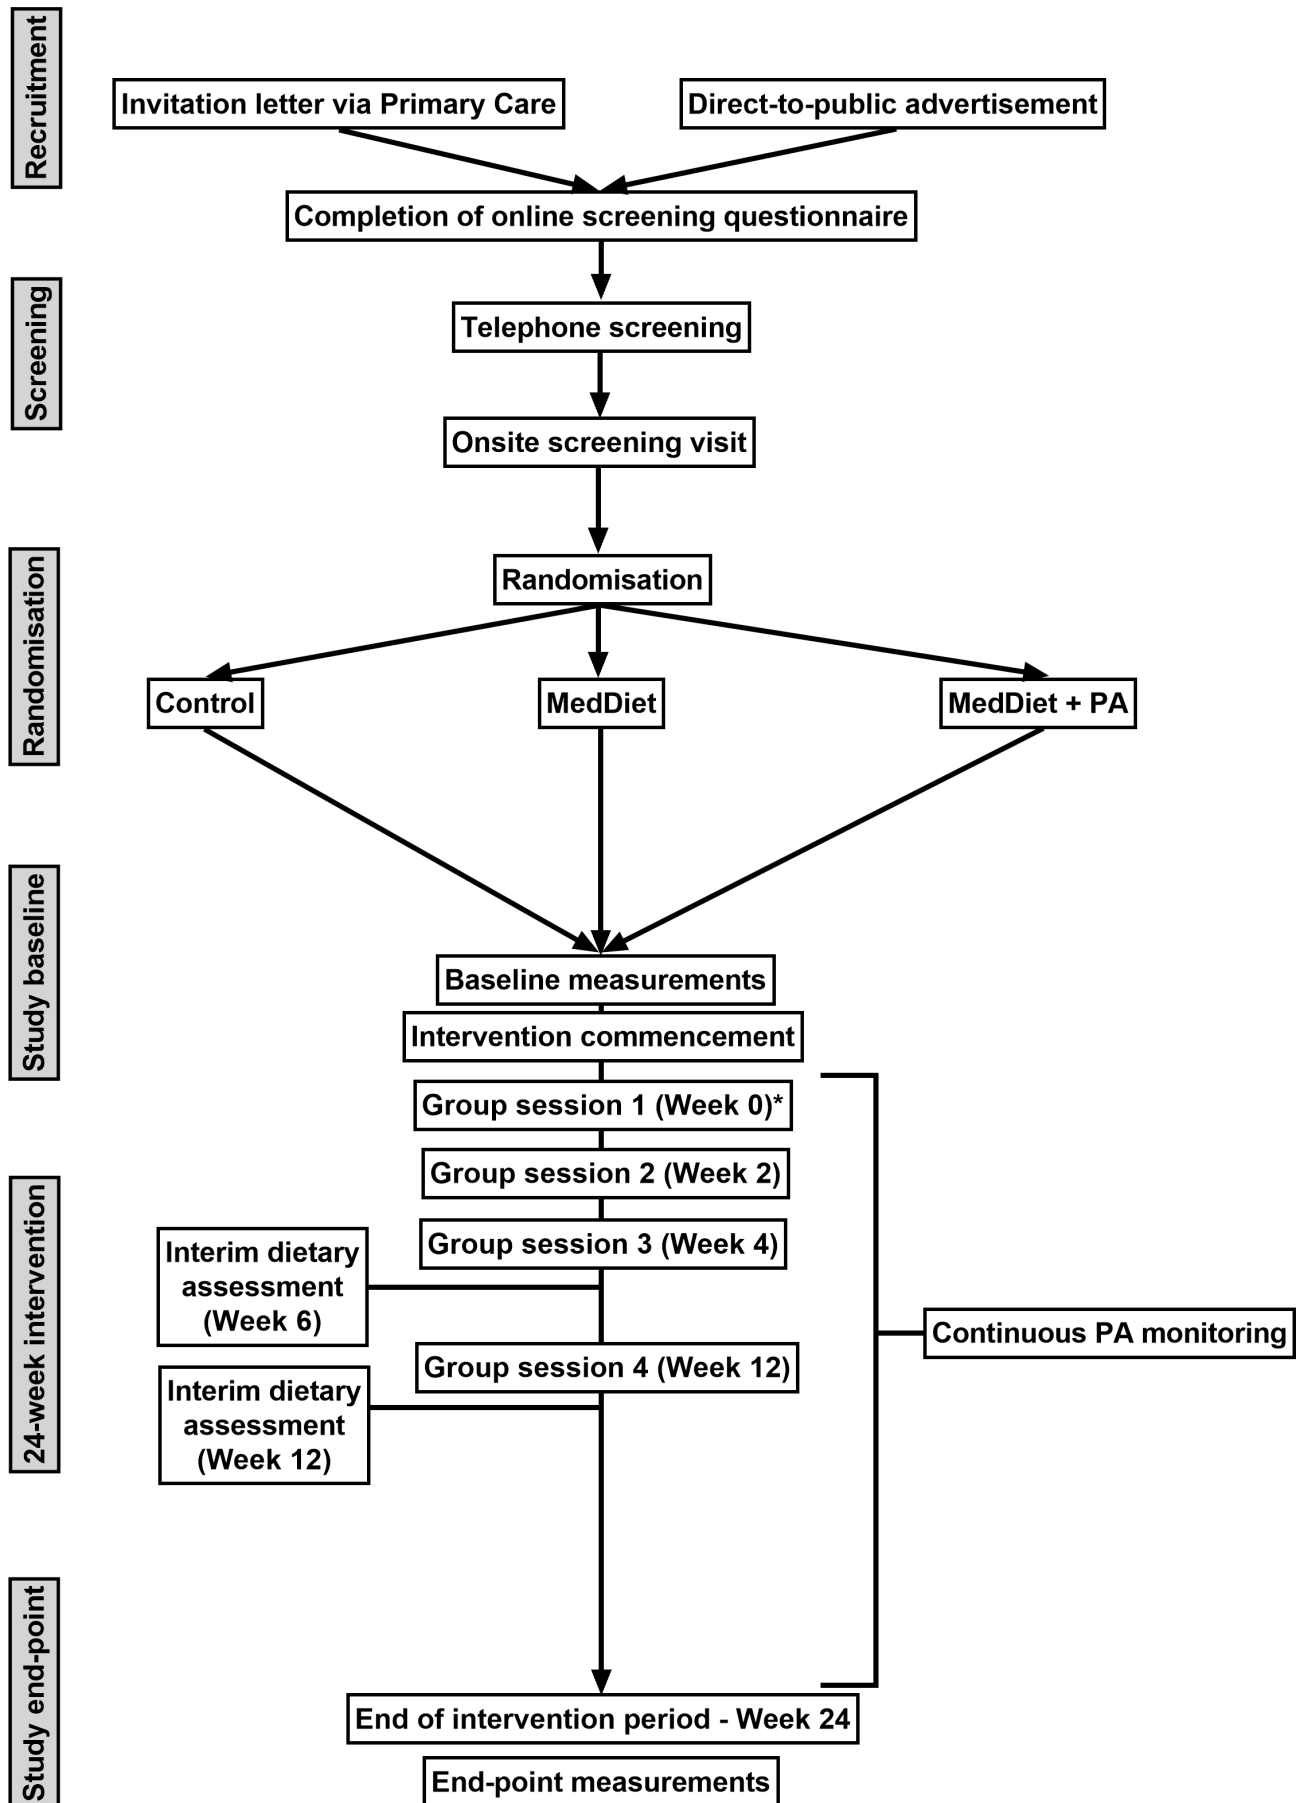 Recruitment
Invitation letter via Primary Care
Direct-to-public advertisement
Completion of online screening questionnaire
Screening
Telephone screening
Onsite screening visit
Randomisation
Randomisation
Control
MedDiet
MedDiet + PA
Study baseline
Baseline measurements
Intervention commencement
Group session 1 (Week 0)*
24-week intervention
Group session 2 (Week 2)
Group session 3 (Week 4)
Interim dietary
assessment
(Week 6)
Continuous PA monitoring
Group session 4 (Week 12)
Interim dietary
assessment
(Week 12)
Study end-point
End of intervention period - Week 24
End-point measurements